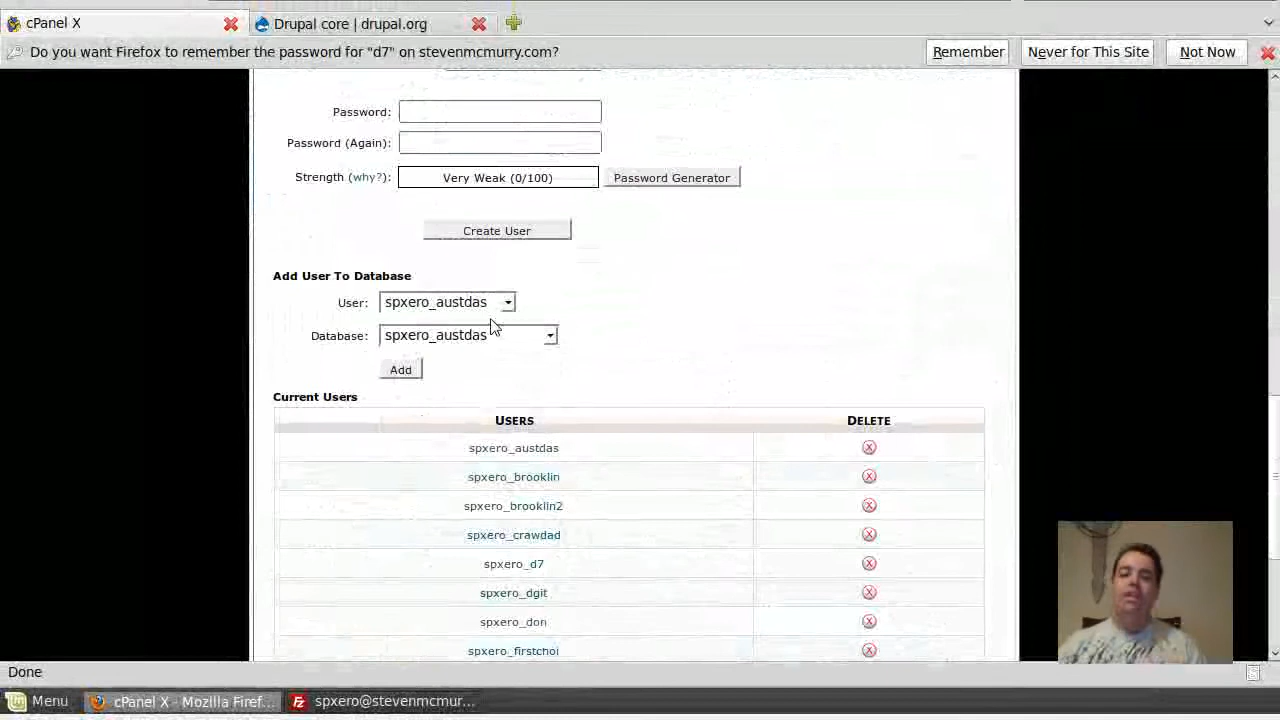 cPanel X
Drupal core | drupal.org
Do you want Firefox to remember the password for "d7" on stevenmcmurry.com?
Remember
Never for This Site
Not Now
Password:
Password (Again):
Strength (why?):
Very Weak (0/100)
Password Generator
Create User
Add User To Database
User:
spxero_austdas
Database:
spxero_austdas
Add
Current Users
USERS
DELETE
spxero_austdas
spxero_brooklin
spxero_brooklin2
spxero_crawdad
spxero_d7
spxero_dgit
spxero_don
spxero_firstchoi
Done
Menu
cPanel X - Mozilla Firef...
spxero@stevenmcmur...